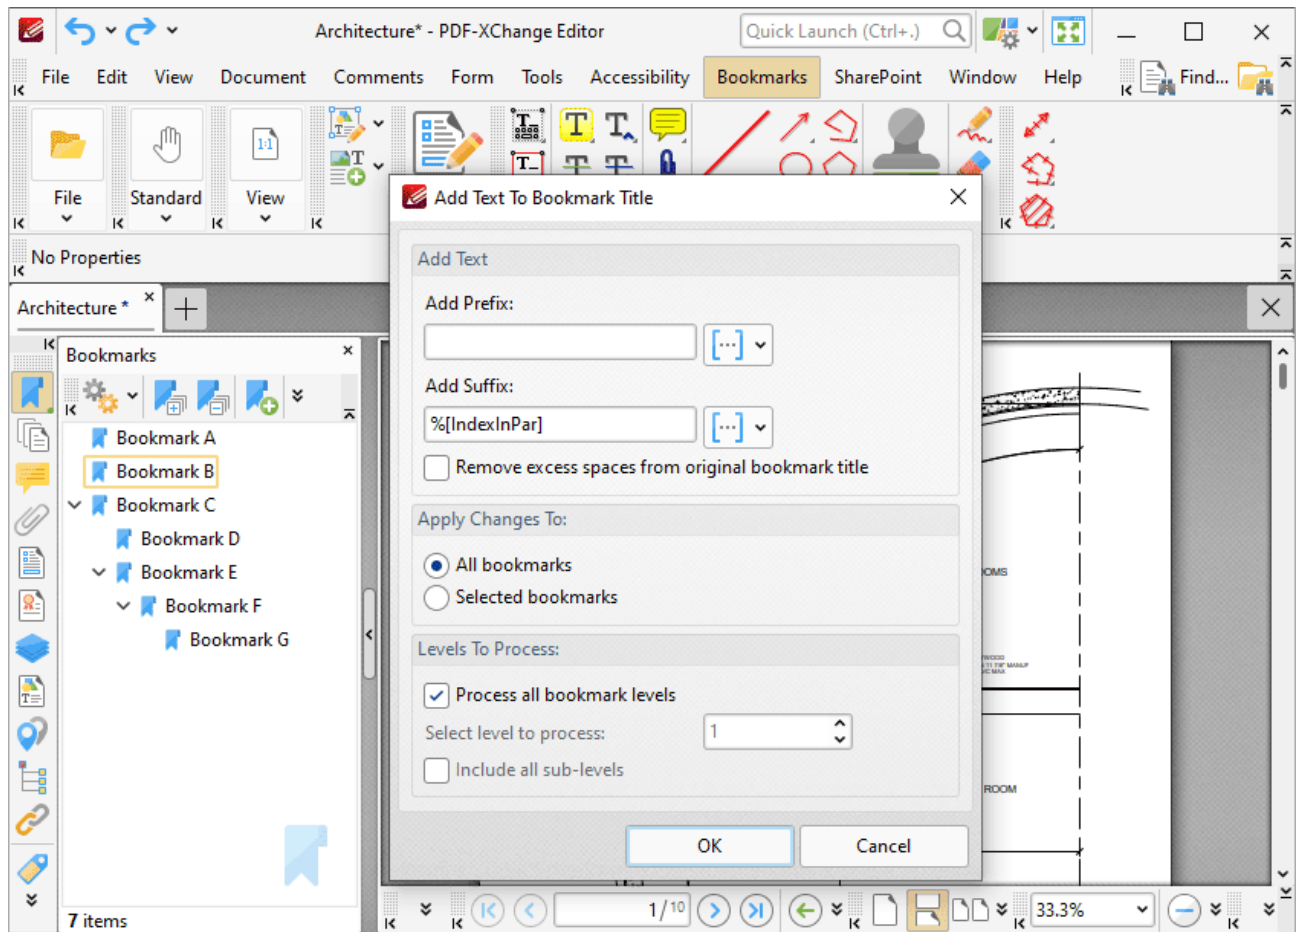 Architecture* - PDF-XChange Editor
Quick Launch (Ctrl+.)
File Edit View Document Comments Form Tools Accessibility Bookmarks SharePoint Window Help Find...
1:1
File Standard View
No Properties
Architecture *
Bookmarks
Bookmark A
Bookmark B
Bookmark C
Bookmark D
Bookmark E
Bookmark F
Bookmark G
7 items
Add Text To Bookmark Title
Add Text
Add Prefix:
Add Suffix:
%[IndexInPar]
Remove excess spaces from original bookmark title
Apply Changes To:
All bookmarks
Selected bookmarks
Levels To Process:
Process all bookmark levels
Select level to process:
1
Include all sub-levels
OK Cancel
OOMS
ROOM
1/10
33.3%